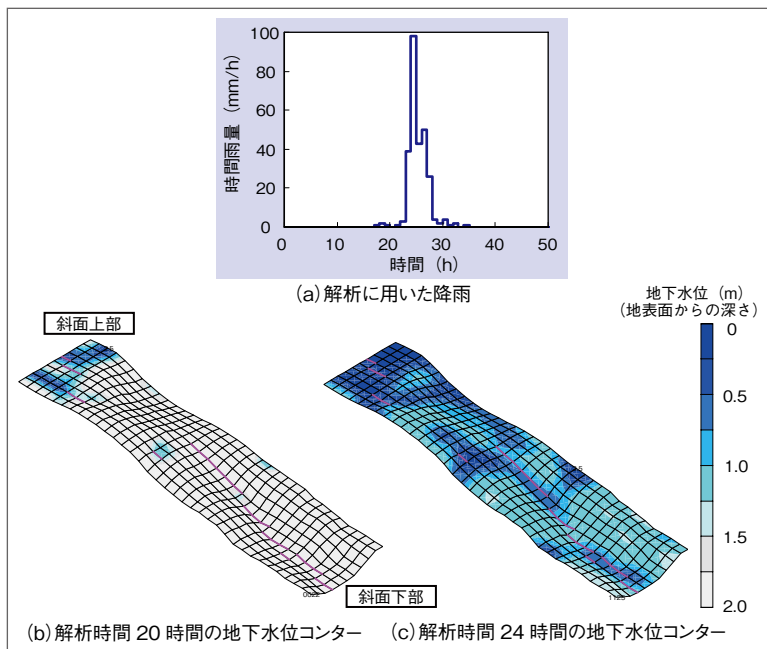 100
80
60
40
20
0
時間雨量 (mm/h)
0 10 20 30 40 50
時間 (h)
(a)解析に用いた降雨
斜面上部
地下水位 (m)
(地表面からの深さ)
0
0.5
1.0
1.5
2.0
斜面下部
(b)解析時間 20 時間の地下水位コンター
(c)解析時間 24 時間の地下水位コンター